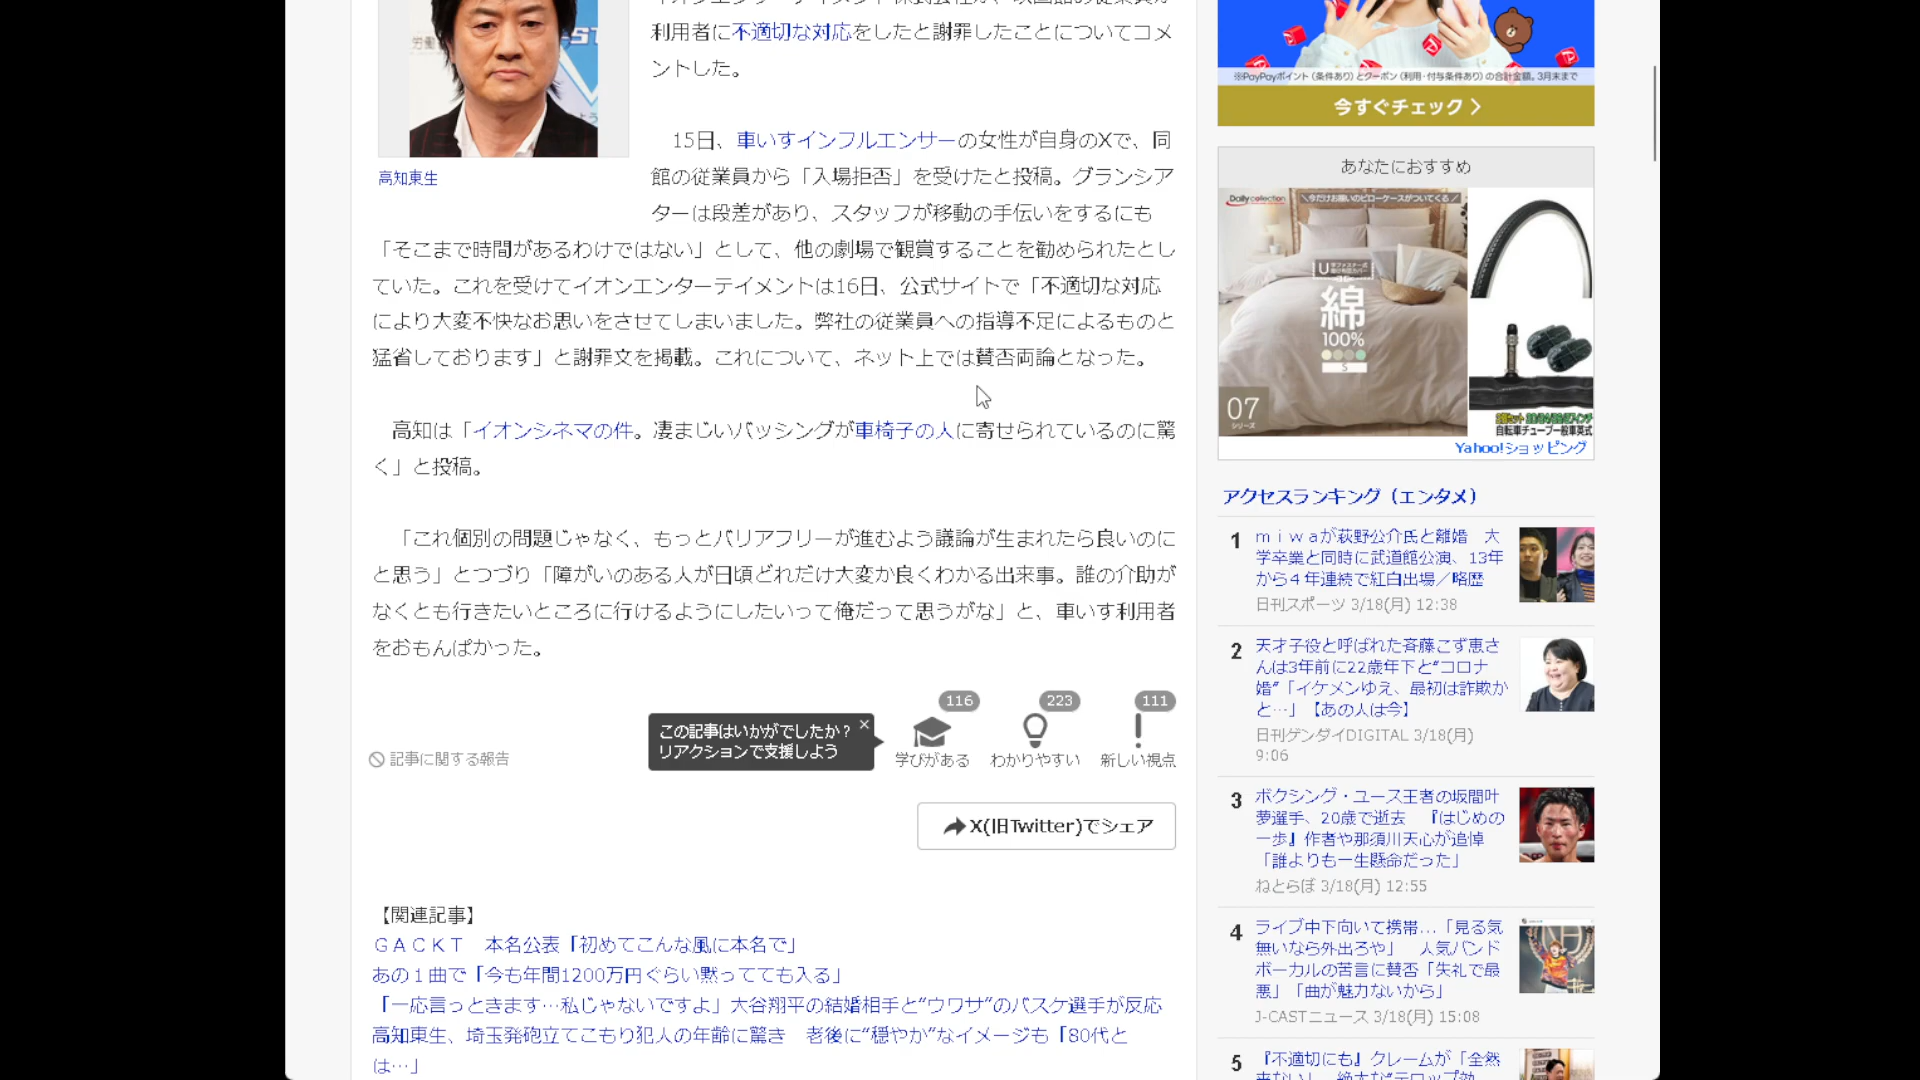 利用者に不適切な対応をしたと謝罪したことについてコメ
ントした。
高知東生
　15日、車いすインフルエンサーの女性が自身のXで、同
館の従業員から「入場拒否」を受けたと投稿。グランシア
ターは段差があり、スタッフが移動の手伝いをするにも
「そこまで時間があるわけではない」として、他の劇場で観賞することを勧められたとし
ていた。これを受けてイオンエンターテイメントは16日、公式サイトで「不適切な対応
により大変不快なお思いをさせてしまいました。弊社の従業員への指導不足によるものと
猛省しております」と謝罪文を掲載。これについて、ネット上では賛否両論となった。
　高知は「イオンシネマの件。凄まじいバッシングが車椅子の人に寄せられているのに驚
く」と投稿。
　「これ個別の問題じゃなく、もっとバリアフリーが進むよう議論が生まれたら良いのに
と思う」とつづり「障がいのある人が日頃どれだけ大変か良くわかる出来事。誰の介助が
なくとも行きたいところに行けるようにしたいって俺だって思うがな」と、車いす利用者
をおもんぱかった。
記事に関する報告
この記事はいかがでしたか？
リアクションで支援しよう
116
学びがある
223
わかりやすい
111
新しい視点
X(旧Twitter)でシェア
【関連記事】
ＧＡＣＫＴ　本名公表「初めてこんな風に本名で」
あの１曲で「今も年間1200万円ぐらい黙ってても入る」
「一応言っときます…私じゃないですよ」大谷翔平の結婚相手と“ウワサ”のバスケ選手が反応
高知東生、埼玉発砲立てこもり犯人の年齢に驚き　老後に“穏やか”なイメージも「80代と
は…」
※PayPayポイント（条件あり）とクーポン（利用・付与条件あり）の合計金額。3月末まで
今すぐチェック
あなたにおすすめ
Daily collection
＼今だけお揃いのピローケースがついてくる／
綿
100%
S
07
シリーズ
自転車チューブ一般車英式
Yahoo!ショッピング
アクセスランキング（エンタメ）
1
ｍｉｗａが萩野公介氏と離婚　大
学卒業と同時に武道館公演、13年
から４年連続で紅白出場／略歴
日刊スポーツ 3/18(月) 12:38
2
天才子役と呼ばれた斉藤こず恵さ
んは3年前に22歳年下と“コロナ
婚”「イケメンゆえ、最初は詐欺か
と…」【あの人は今】
日刊ゲンダイDIGITAL 3/18(月)
9:06
3
ボクシング・ユース王者の坂間叶
夢選手、20歳で逝去　『はじめの
一歩』作者や那須川天心が追悼
「誰よりも一生懸命だった」
ねとらぼ 3/18(月) 12:55
4
ライブ中下向いて携帯...「見る気
無いなら外出ろや」　人気バンド
ボーカルの苦言に賛否「失礼で最
悪」「曲が魅力ないから」
J-CASTニュース 3/18(月) 15:08
5
『不適切にも』クレームが「全然